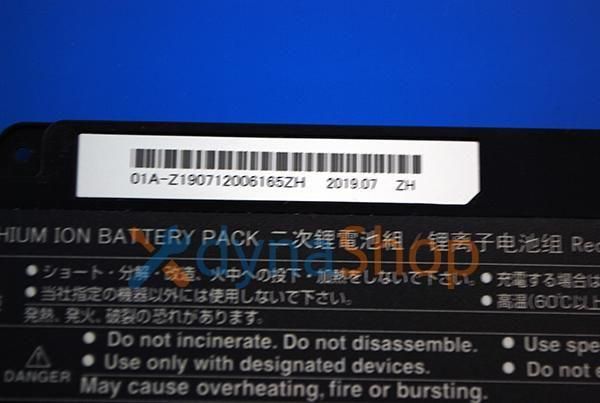 01A-Z190712006165ZH 2019.07 ZH
dynaShop
HIUM ION BATTERY PACK 二次鋰電池組 / 锂离子电池组 Rec
●ショート・分解・改造、火中への投下・加熱をしないで下さい。 ●充電する場合は
●当社指定の機器以外には使用しないで下さい。 ●高温(60℃以上
発熱、発火、破裂の恐れがあります。
● Do not incinerate. Do not disassemble. ● Use spe
● Use only with designated devices. ● Do not e
DANGER May cause overheating, fire or bursting.